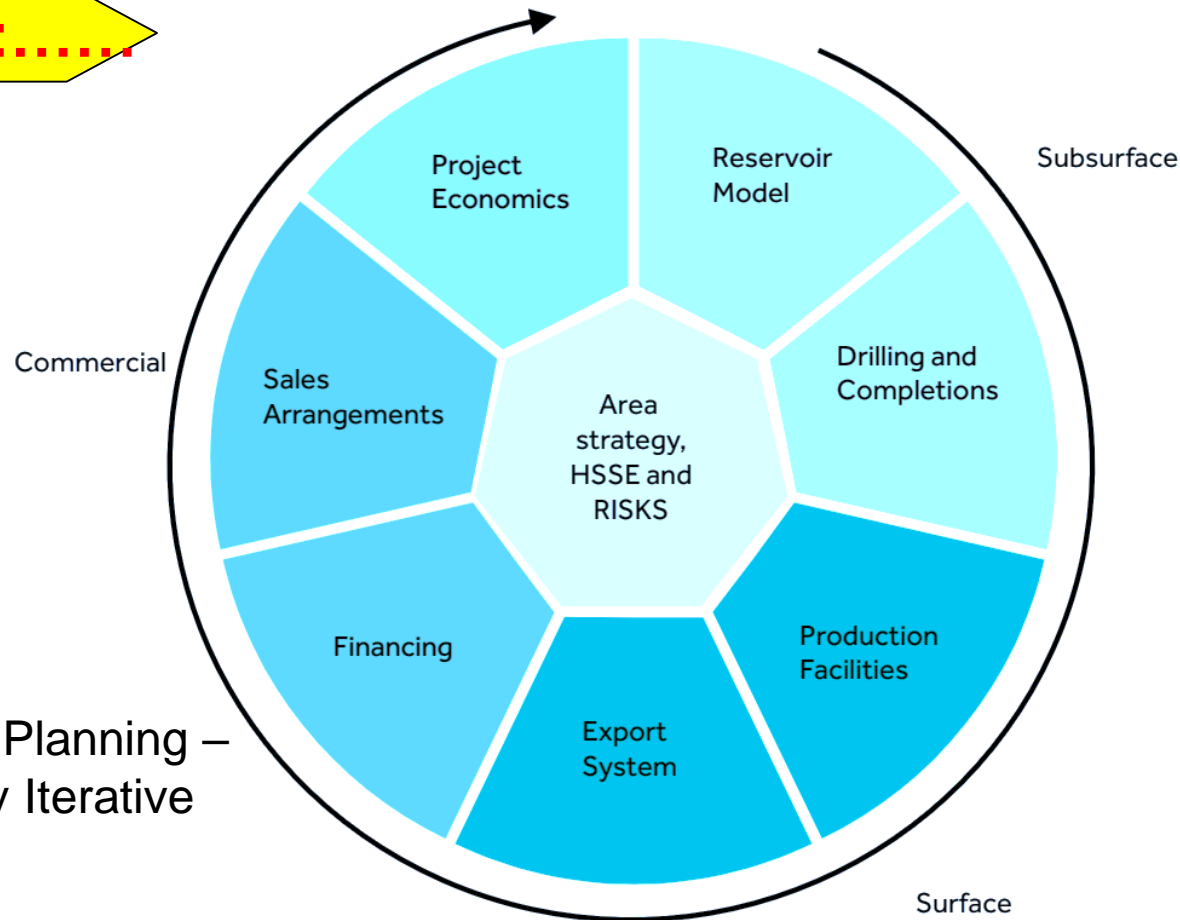 Project
Economics
Reservoir
Model
Subsurface
Drilling and
Completions
Commercial
Sales
Arrangements
Area
strategy,
HSSE and
RISKS
Financing
Production
Facilities
Export
System
Planning –
Iterative
Surface